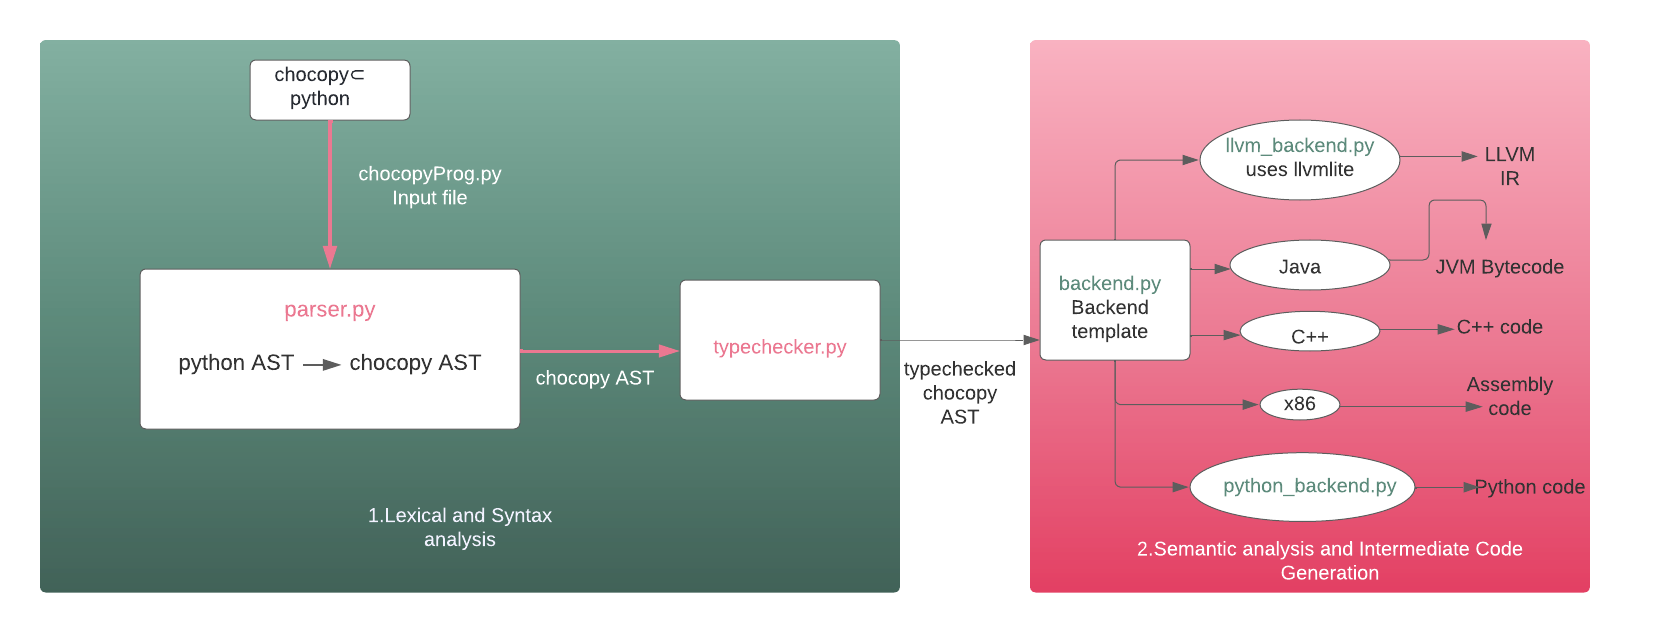 chocopy⊂
python
chocopyProg.py
Input file
parser.py
python AST
chocopy AST
chocopy AST
typechecker.py
1.Lexical and Syntax
analysis
typechecked
chocopy
AST
backend.py
Backend
template
llvm_backend.py
uses llvmlite
LLVM
IR
Java
JVM Bytecode
C++
C++ code
x86
Assembly
code
python_backend.py
Python code
2.Semantic analysis and Intermediate Code
Generation